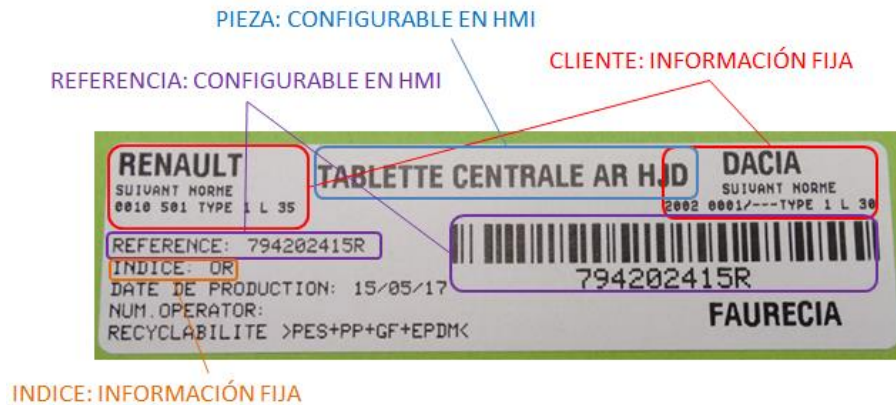 PIEZA: CONFIGURABLE EN HMI
CLIENTE: INFORMACIÓN FIJA
REFERENCIA: CONFIGURABLE EN HMI
RENAULT
SUIVANT NORME
0010 501 TYPE 1 L 35
TABLETTE CENTRALE AR HJD
DACIA
SUIVANT NORME
2002 0001/---TYPE 1 L 30
REFERENCE: 794202415R
INDICE: OR
DATE DE PRODUCTION: 15/05/17
NUM.OPERATOR:
RECYCLABILITE >PES+PP+GF+EPDM<
794202415R
FAURECIA
INDICE: INFORMACIÓN FIJA